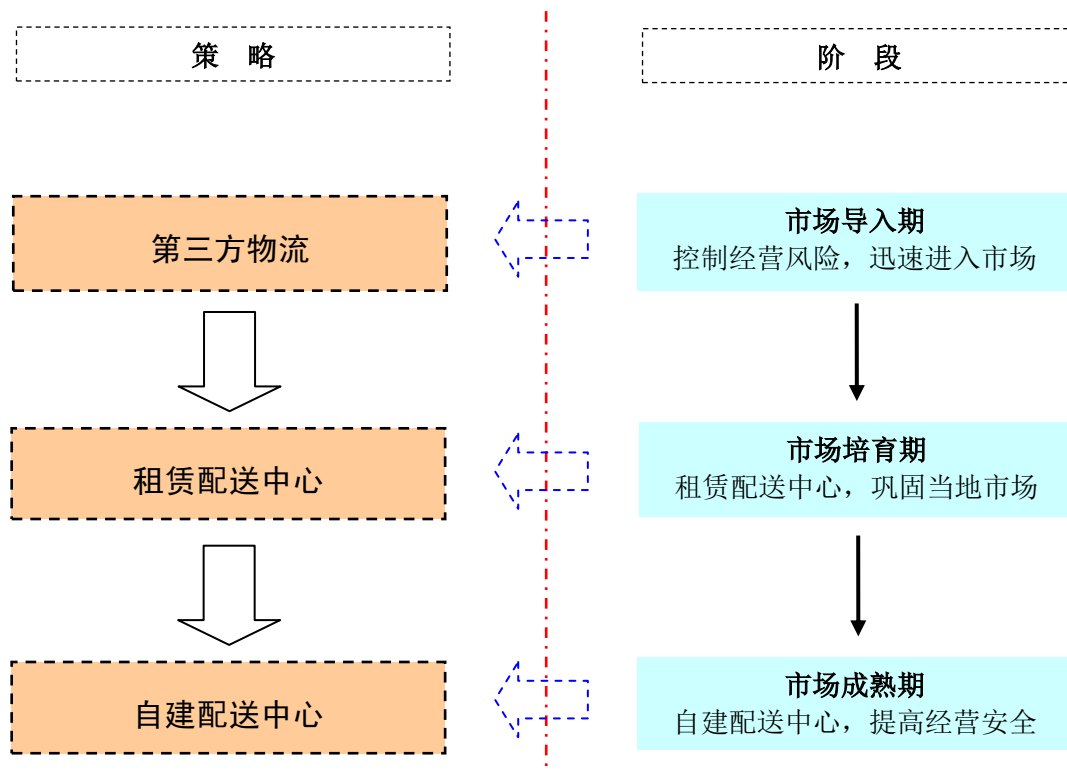 策 略
阶 段
第三方物流
市场导入期
控制经营风险，迅速进入市场
租赁配送中心
市场培育期
租赁配送中心，巩固当地市场
自建配送中心
市场成熟期
自建配送中心，提高经营安全